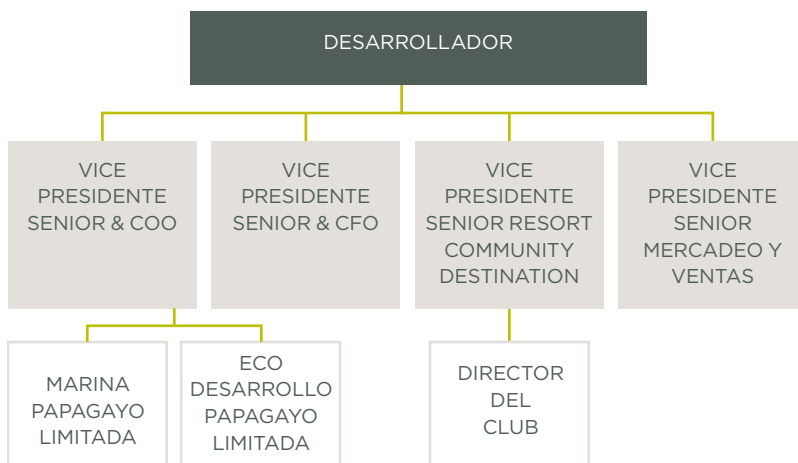 DESARROLLADOR
VICE
PRESIDENTE
SENIOR & COO
VICE
PRESIDENTE
SENIOR & CFO
VICE
PRESIDENTE
SENIOR RESORT
COMMUNITY
DESTINATION
VICE
PRESIDENTE
SENIOR
MERCADEO Y
VENTAS
MARINA
PAPAGAYO
LIMITADA
ECO
DESARROLLO
PAPAGAYO
LIMITADA
DIRECTOR
DEL
CLUB